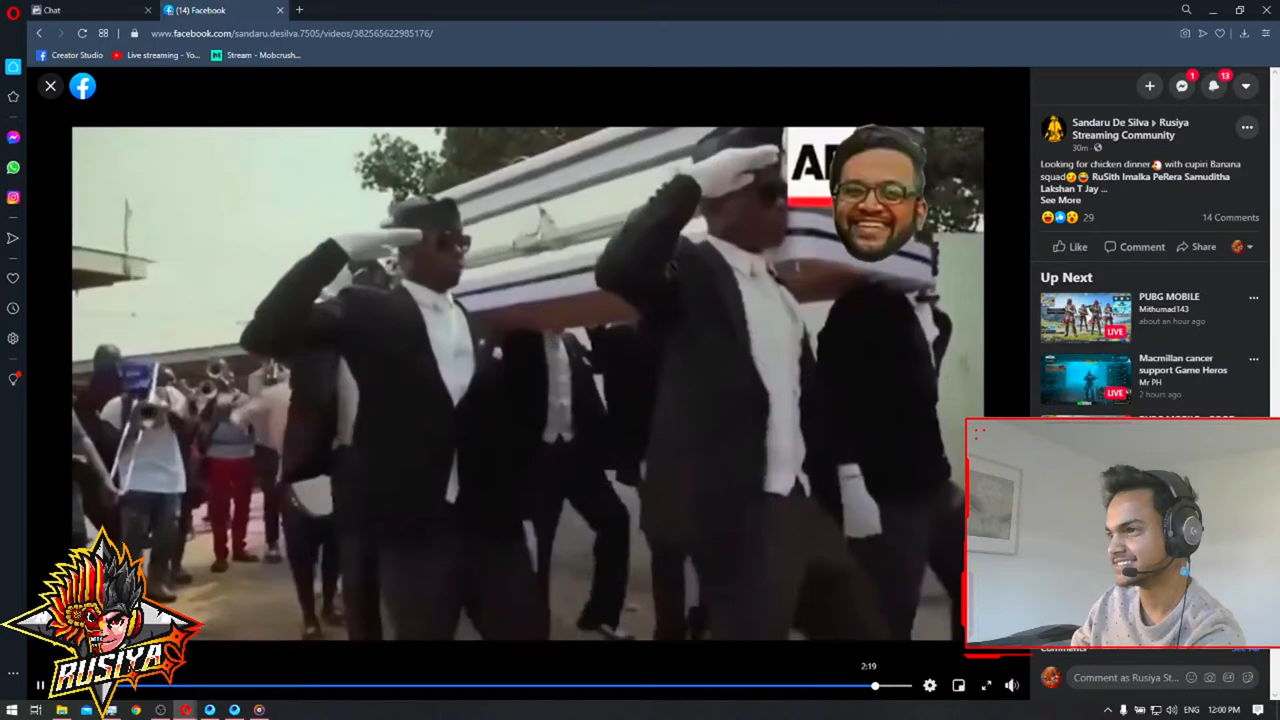 Chat
(14) Facebook
www.facebook.com/sandaru.desilva.7505/videos/382565622985176/
Creator Studio
Live streaming - Yo...
Stream - Mobcrush...
1
13
Sandaru De Silva ▸ Rusiya
Streaming Community
30m ·
Looking for chicken dinner🐔 with cupiri Banana
squad😏😂 RuSith Imalka PeRera Samuditha
Lakshan T Jay ...
See More
29
14 Comments
Like
Comment
Share
Up Next
PUBG MOBILE
Mithumad143
about an hour ago
LIVE
Macmillan cancer
support Game Heros
Mr PH
2 hours ago
LIVE
2:19
RUSIYA
Comments
Comment as Rusiya St...
ENG
12:00 PM